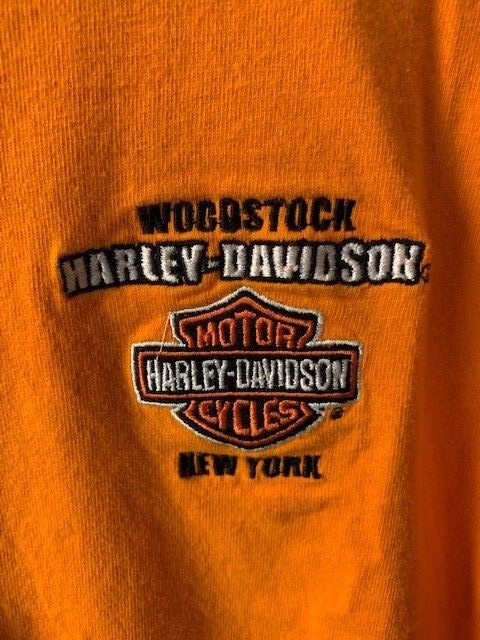 WOODSTOCK
HARLEY-DAVIDSON
MOTOR
HARLEY-DAVIDSON
CYCLES
®
NEW YORK